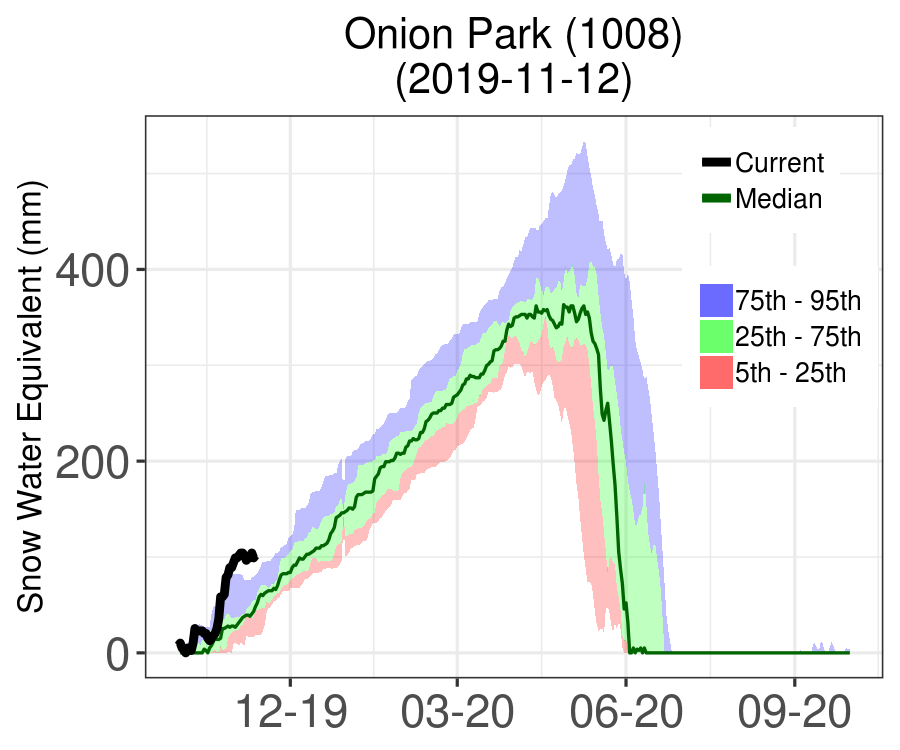 Onion Park (1008)
(2019-11-12)
Snow Water Equivalent (mm)
400
200
0
12-19
03-20
06-20
09-20
Current
Median
75th - 95th
25th - 75th
5th - 25th